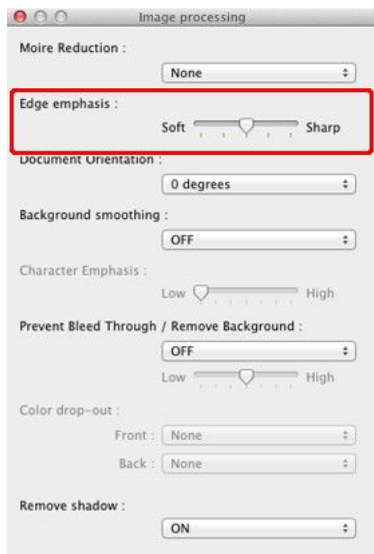 Image processing
Moire Reduction :
None
Edge emphasis :
Soft Sharp
Document Orientation :
0 degrees
Background smoothing :
OFF
Character Emphasis :
Low High
Prevent Bleed Through / Remove Background :
OFF
Low High
Color drop-out :
Front : None
Back : None
Remove shadow :
ON